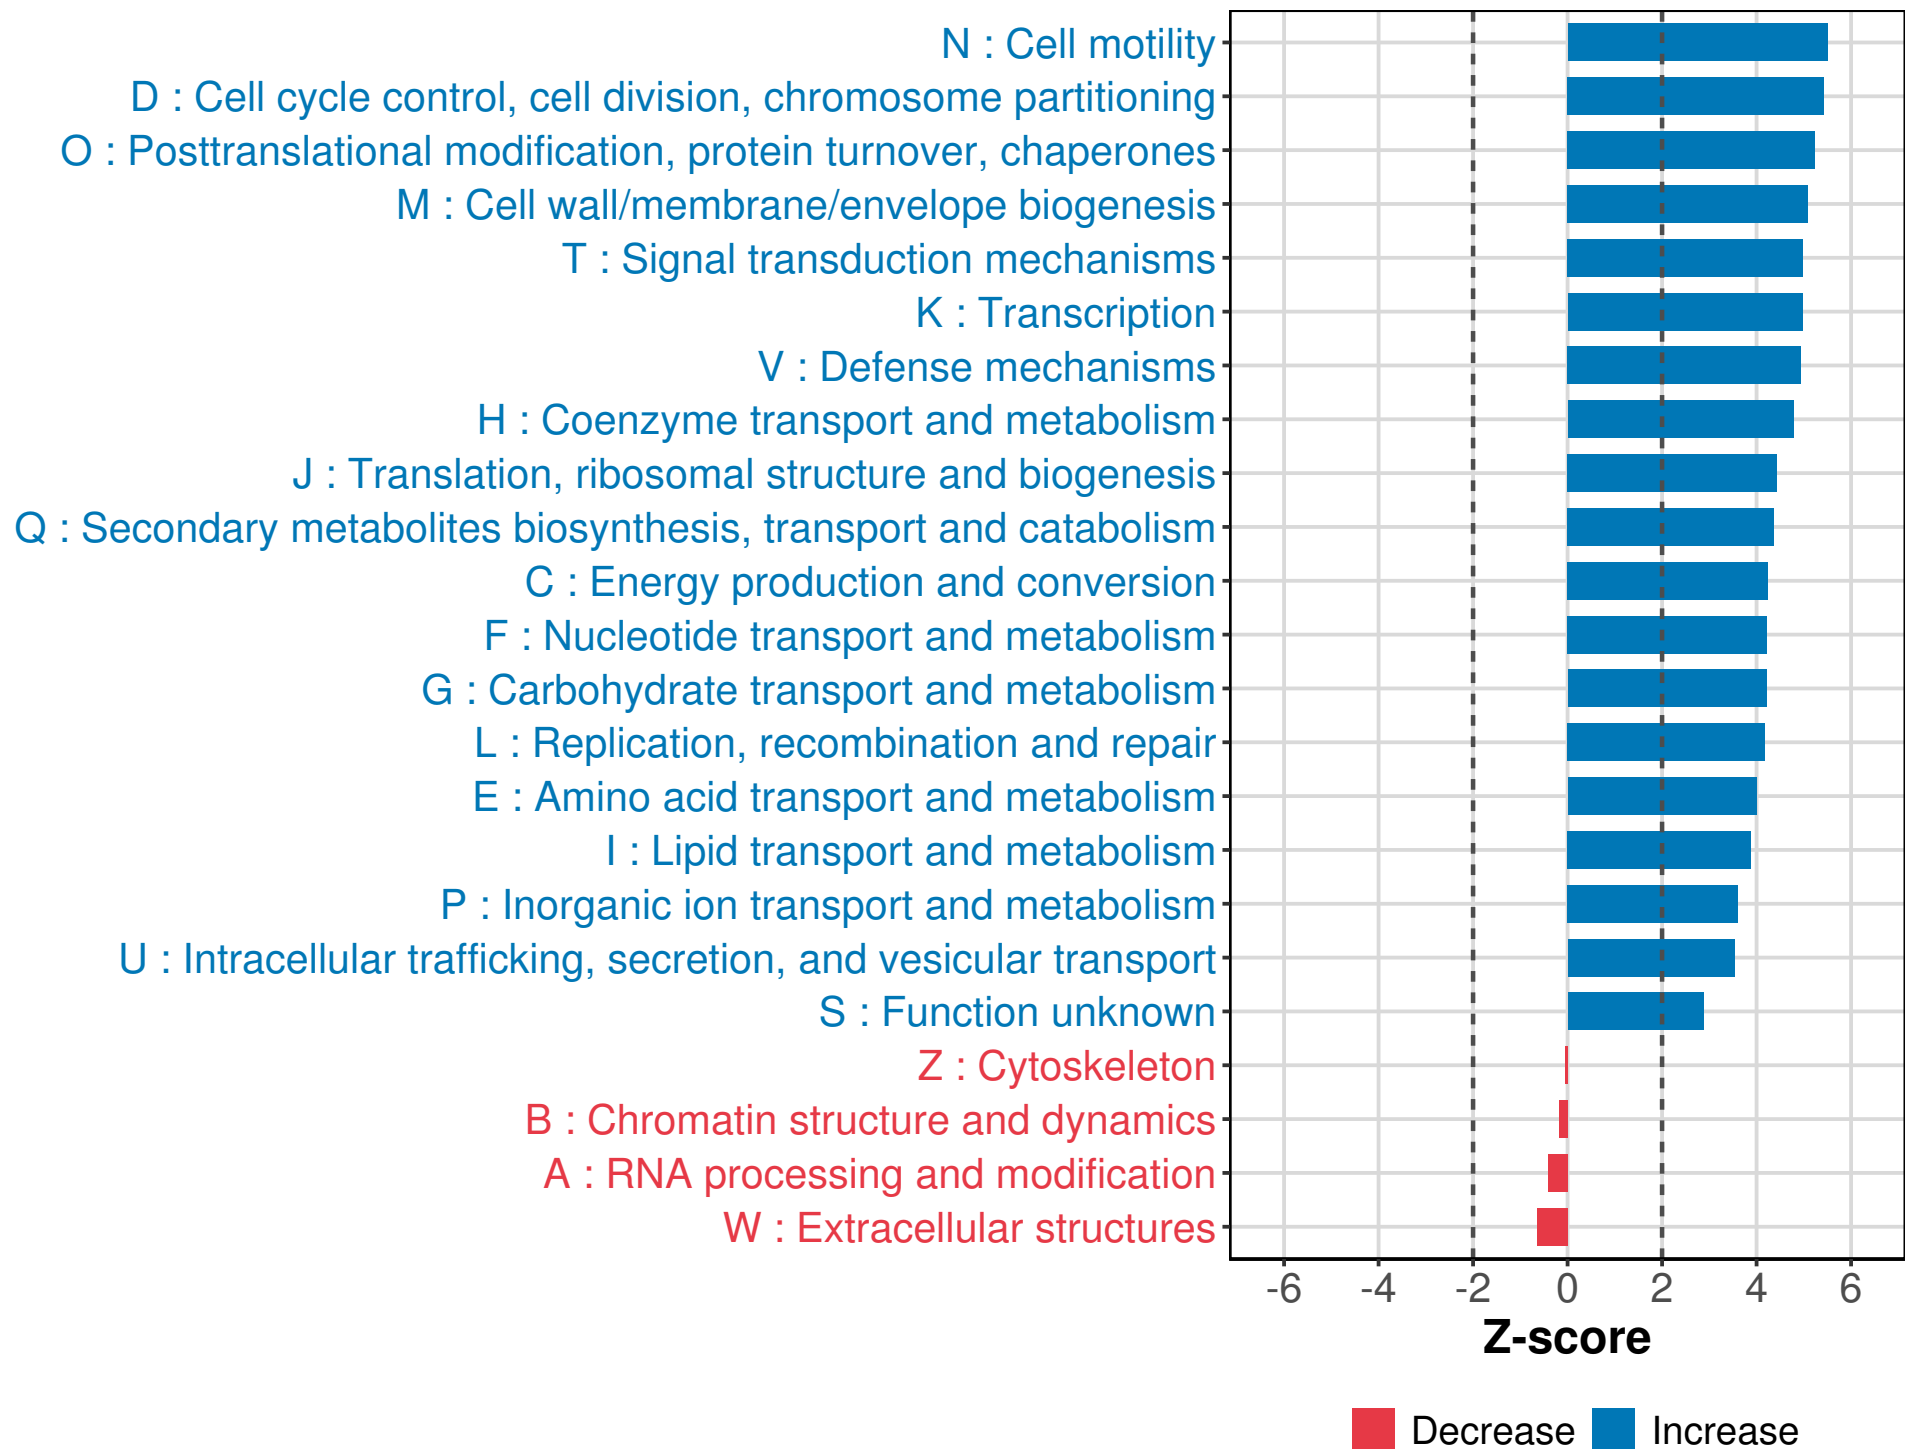 N : Cell motility
D : Cell cycle control, cell division, chromosome partitioning
O : Posttranslational modification, protein turnover, chaperones
M : Cell wall/membrane/envelope biogenesis
T : Signal transduction mechanisms
K : Transcription
V : Defense mechanisms
H : Coenzyme transport and metabolism
J : Translation, ribosomal structure and biogenesis
Q : Secondary metabolites biosynthesis, transport and catabolism
C : Energy production and conversion
F : Nucleotide transport and metabolism
G : Carbohydrate transport and metabolism
L : Replication, recombination and repair
E : Amino acid transport and metabolism
I : Lipid transport and metabolism
P : Inorganic ion transport and metabolism
U : Intracellular trafficking, secretion, and vesicular transport
S : Function unknown
Z : Cytoskeleton
B : Chromatin structure and dynamics
A : RNA processing and modification
W : Extracellular structures
-6 -4 -2 0 2 4 6
Z-score
Decrease Increase